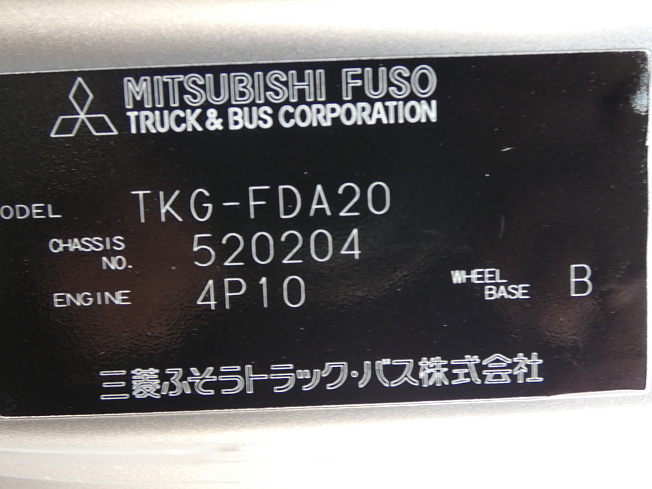 MITSUBISHI FUSO
TRUCK & BUS CORPORATION
ODEL TKG-FDA20
CHASSIS NO. 520204
ENGINE 4P10 WHEEL BASE B
三菱ふそうトラック・バス株式会社